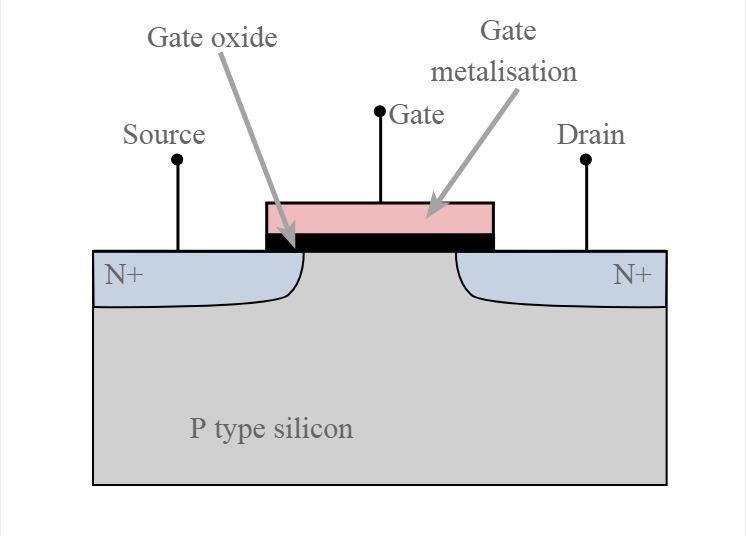 Gate oxide
Gate
metalisation
Gate
Source
Drain
N+
N+
P type silicon